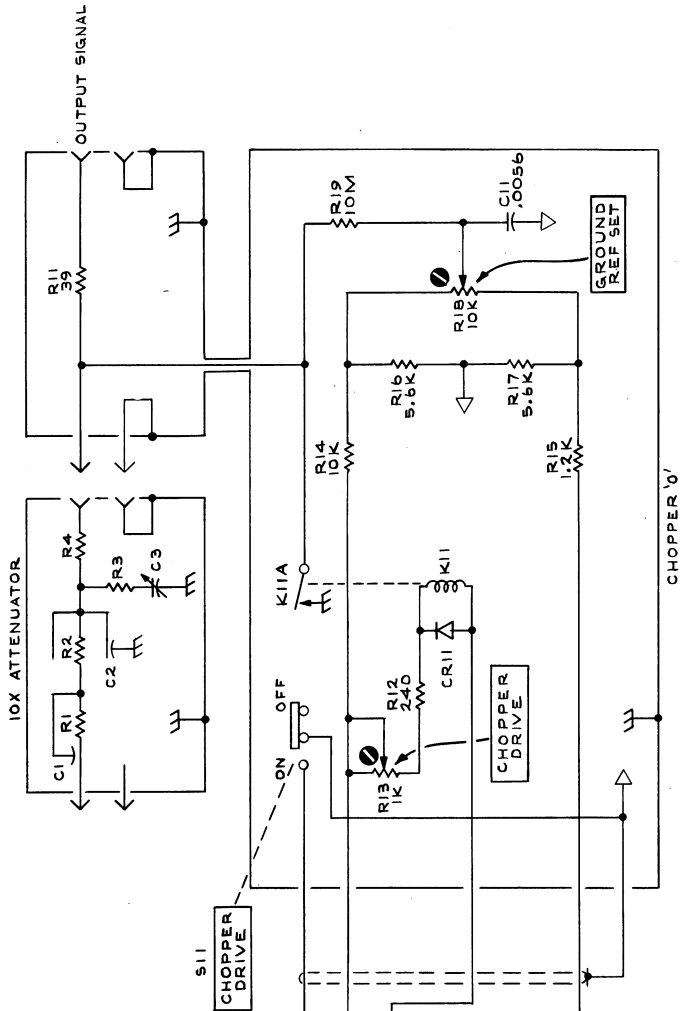 OUTPUT SIGNAL
R11
39
R19
10M
C11
.0056
GROUND
REF SET
R18
10K
R16
5.6K
R17
5.6K
R14
10K
R15
1.2K
10X ATTENUATOR
R4
R3
C3
R2
C2
R1
C1
K11A
K11
CR11
R12
240
OFF
ON
R13
1K
CHOPPER
DRIVE
CHOPPER 'O'
S11
CHOPPER
DRIVE